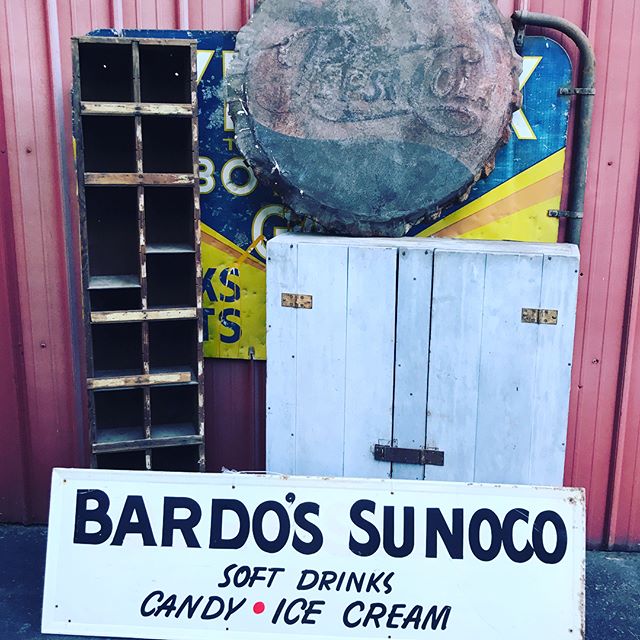 Pepsi-Cola
BO
KS
TS
BARDO'S SUNOCO
SOFT DRINKS
CANDY • ICE CREAM